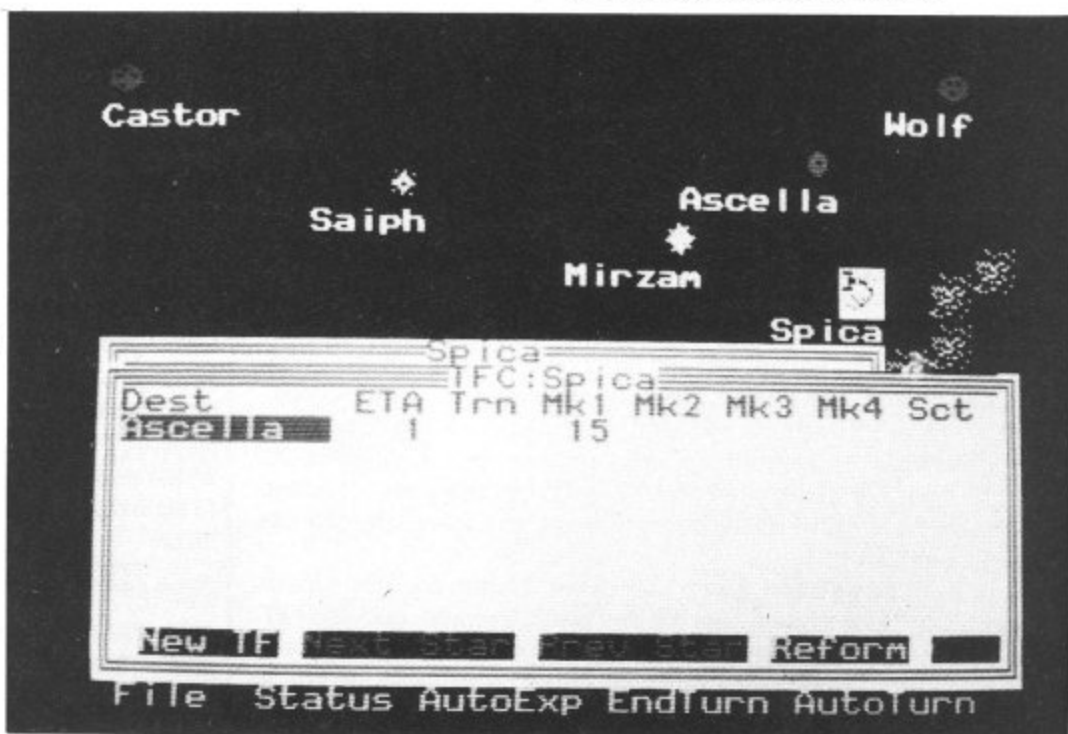 Castor
Wolf
Ascella
Saiph
Mirzam
Spica
Spica
TFC:Spica
Dest ETA Trn Mk1 Mk2 Mk3 Mk4 Sct
Ascella 1 15
New TF Next Star Prev Star Reform
File Status AutoExp EndTurn AutoTurn